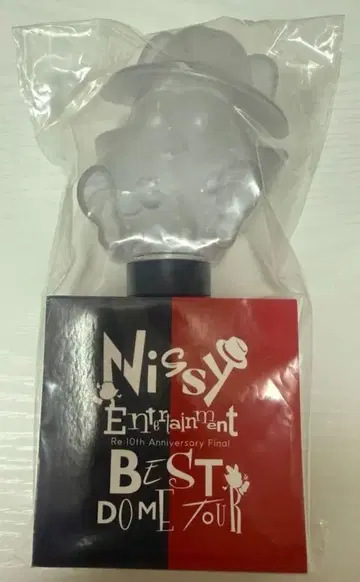 Nissy
Entertainment
Re:10th Anniversary Final
BEST
DOME TOUR